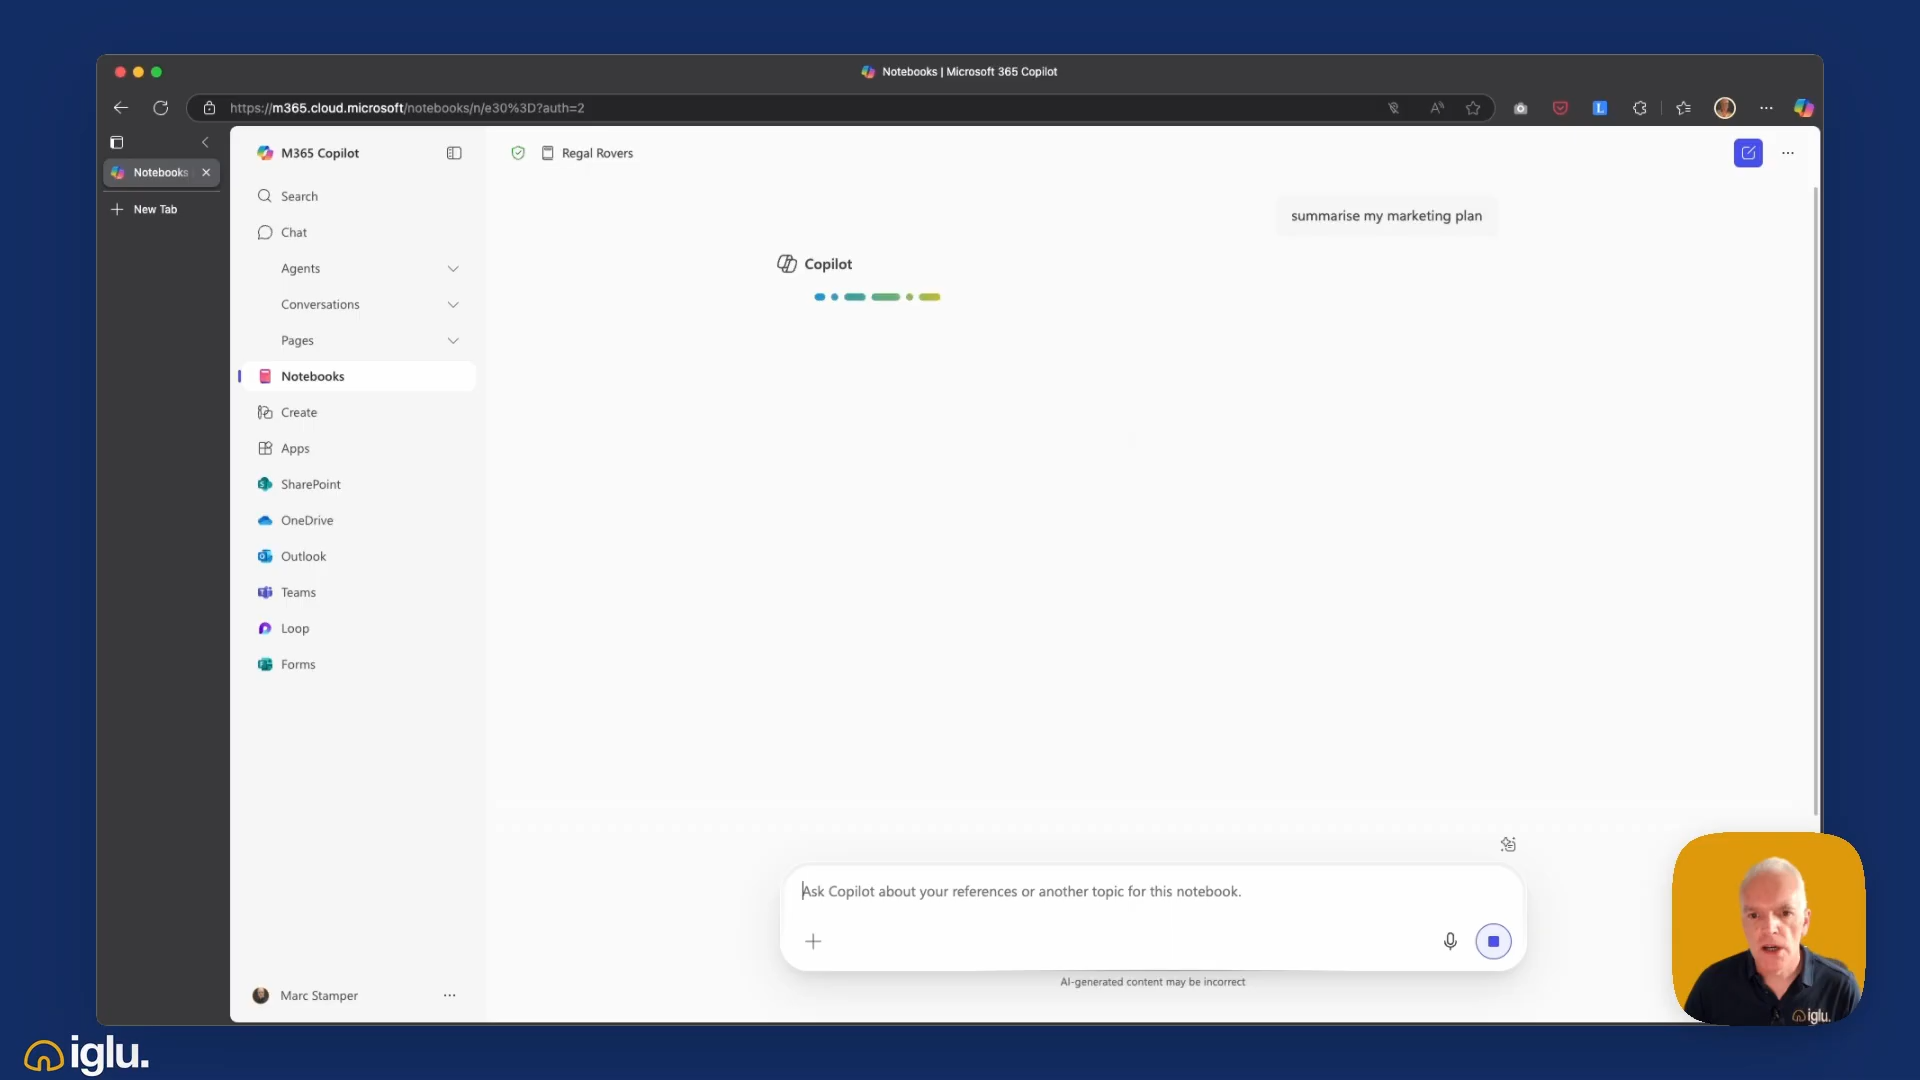 Notebooks | Microsoft 365 Copilot
https://m365.cloud.microsoft/notebooks/n/e30%3D?auth=2
Notebooks
New Tab
M365 Copilot
Search
Chat
Agents
Conversations
Pages
Notebooks
Create
Apps
SharePoint
OneDrive
Outlook
Teams
Loop
Forms
Marc Stamper
Regal Rovers
summarise my marketing plan
Copilot
Ask Copilot about your references or another topic for this notebook.
AI-generated content may be incorrect
iglu.
iglu.